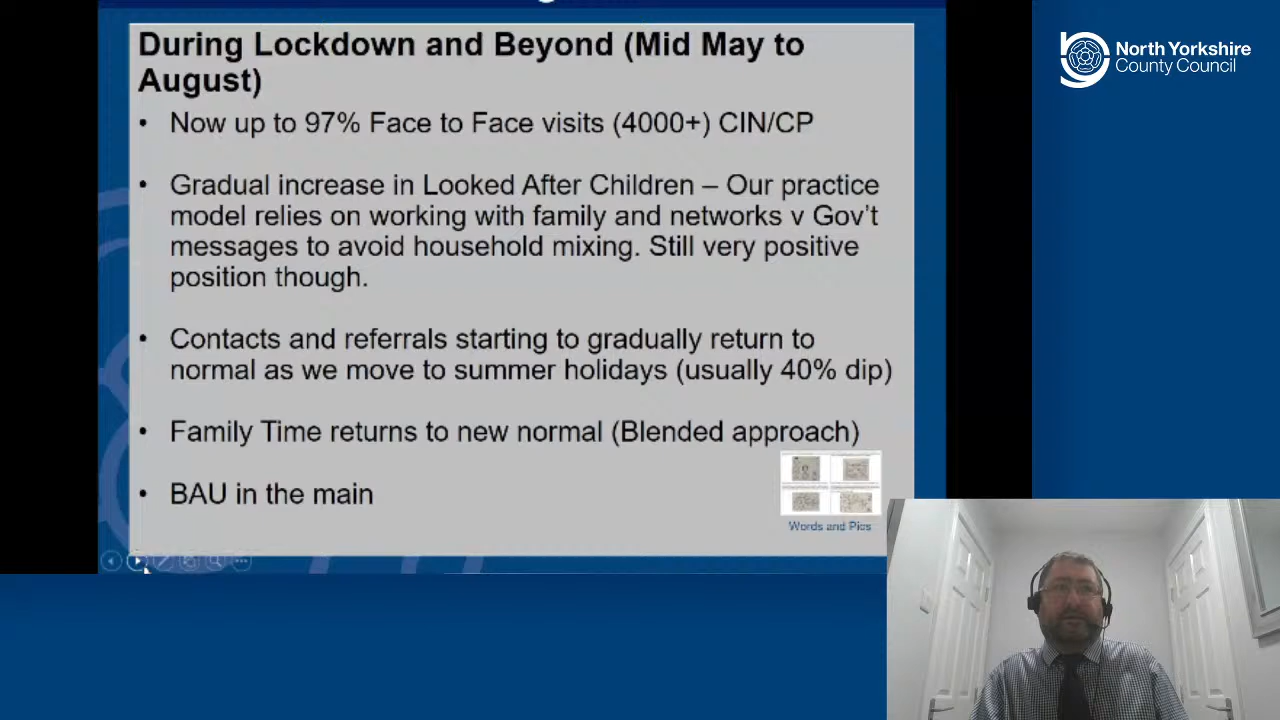 During Lockdown and Beyond (Mid May to
August)
• Now up to 97% Face to Face visits (4000+) CIN/CP
• Gradual increase in Looked After Children – Our practice
model relies on working with family and networks v Gov't
messages to avoid household mixing. Still very positive
position though.
• Contacts and referrals starting to gradually return to
normal as we move to summer holidays (usually 40% dip)
• Family Time returns to new normal (Blended approach)
• BAU in the main
Words and Pics
North Yorkshire
County Council